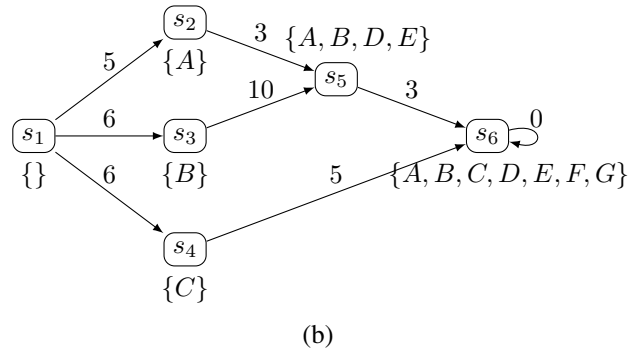 s2
5
{A}
3
{A, B, D, E}
s5
s1
{}
6
s3
{B}
10
3
s6
0
{A, B, C, D, E, F, G}
6
s4
{C}
5
(b)